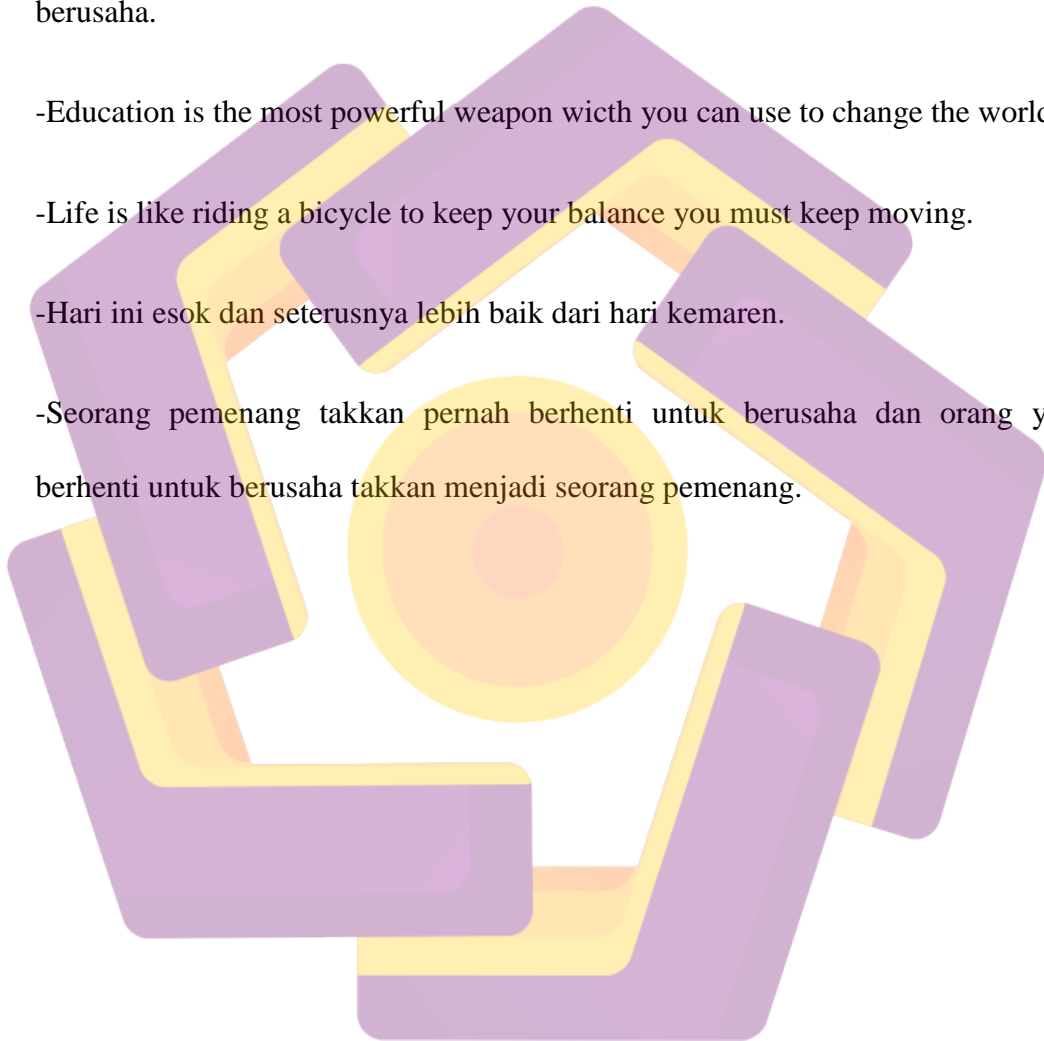 berusaha.
-Education is the most powerful weapon wicth you can use to change the world
-Life is like riding a bicycle to keep your balance you must keep moving.
-Hari ini esok dan seterusnya lebih baik dari hari kemaren.
-Seorang pemenang takkan pernah berhenti untuk berusaha dan orang
berhenti untuk berusaha takkan menjadi seorang pemenang.